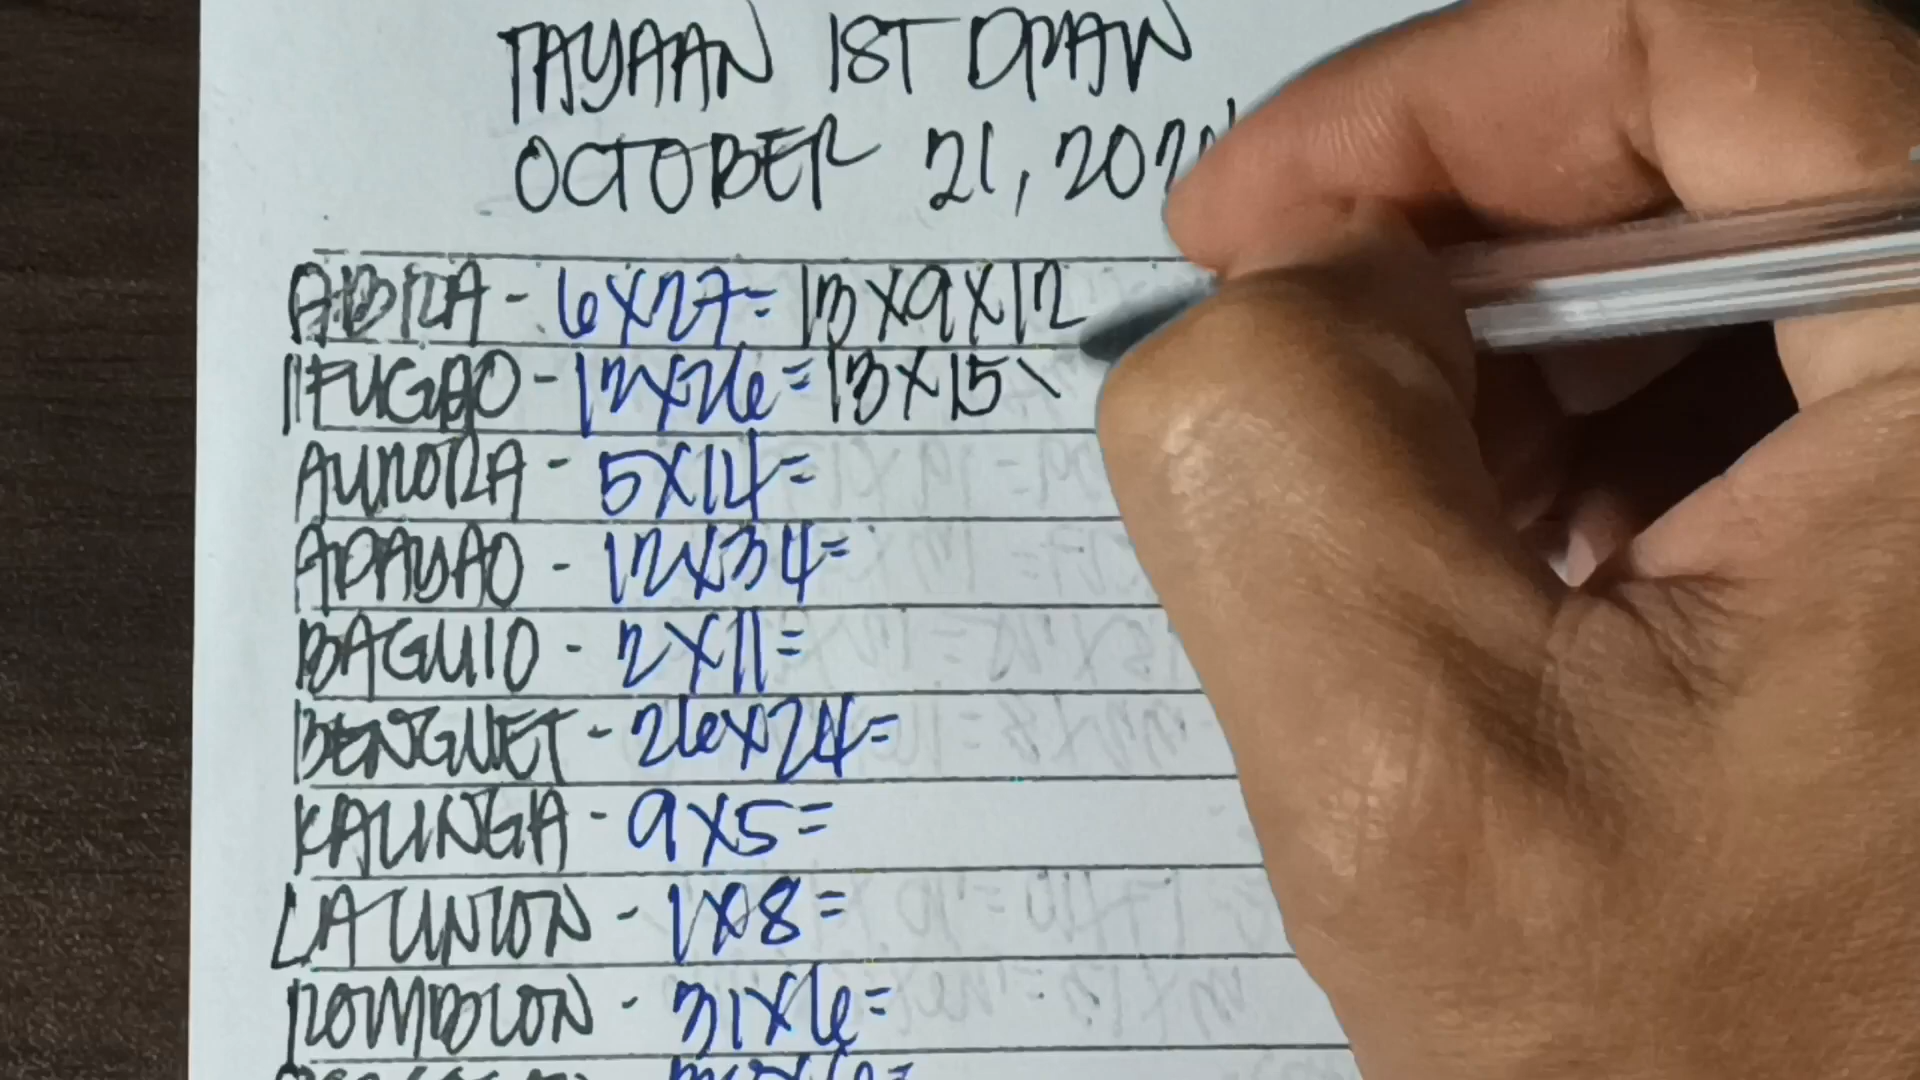 TAYAAN 1ST DRAW
OCTOBER 21, 202
ABRA - 6X27= 13X9X12
IFUGAO - 12X26= 13X15
AURORA - 5X14=
APAYAO - 12X34=
BAGUIO - 2X11=
BENGUET - 26X24=
KALINGA - 9X5=
LA UNION - 1X8=
ROMBLON - 31X6=